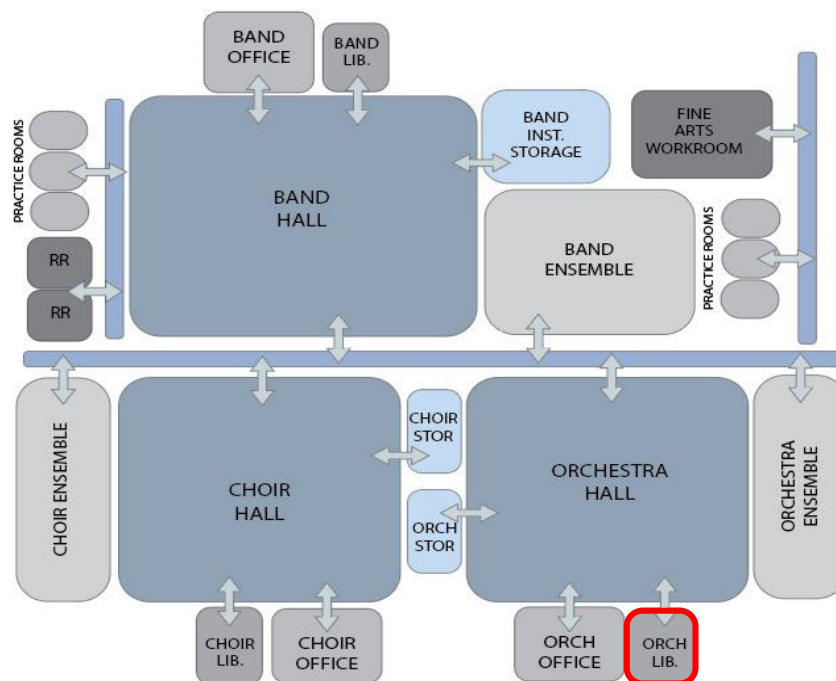 BAND
OFFICE
BAND
LIB.
BAND
INST.
STORAGE
FINE
ARTS
WORKROOM
PRACTICE ROOMS
BAND
HALL
BAND
ENSEMBLE
PRACTICE ROOMS
RR
RR
CHOIR ENSEMBLE
CHOIR
HALL
CHOIR
STOR
ORCH
STOR
ORCHESTRA
HALL
ORCHESTRA
ENSEMBLE
CHOIR
LIB.
CHOIR
OFFICE
ORCH
OFFICE
ORCH
LIB.